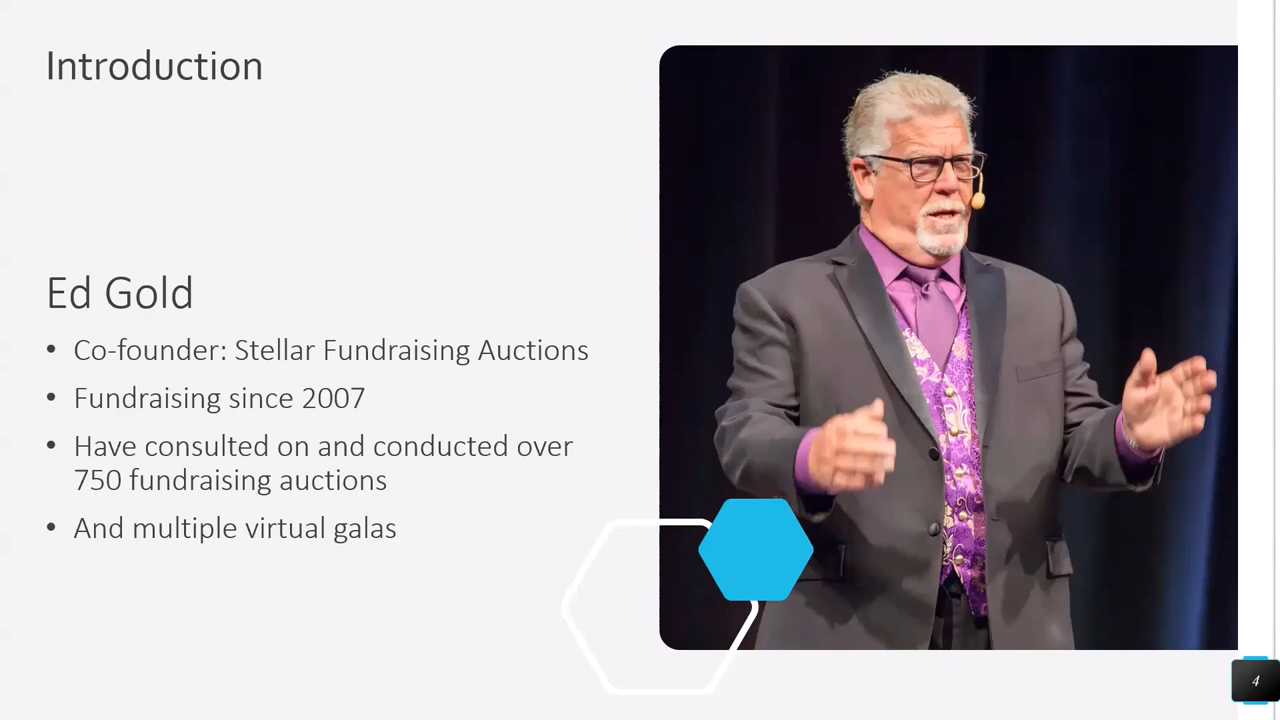 Introduction
Ed Gold
• Co-founder: Stellar Fundraising Auctions
• Fundraising since 2007
• Have consulted on and conducted over
750 fundraising auctions
• And multiple virtual galas
4